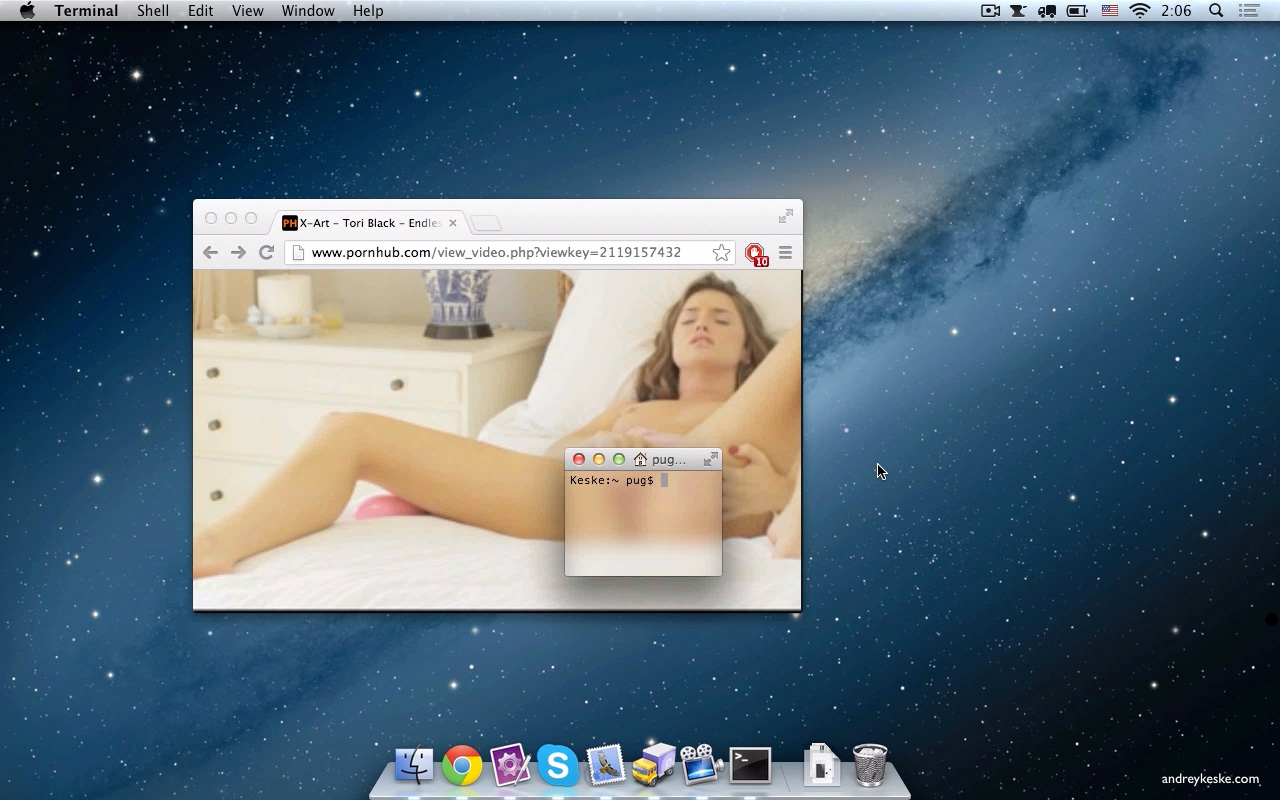 Terminal Shell Edit View Window Help 2:06
PH X-Art – Tori Black – Endles
www.pornhub.com/view_video.php?viewkey=2119157432
10
pug...
Keske:~ pug$
S
>_
andreykeske.com